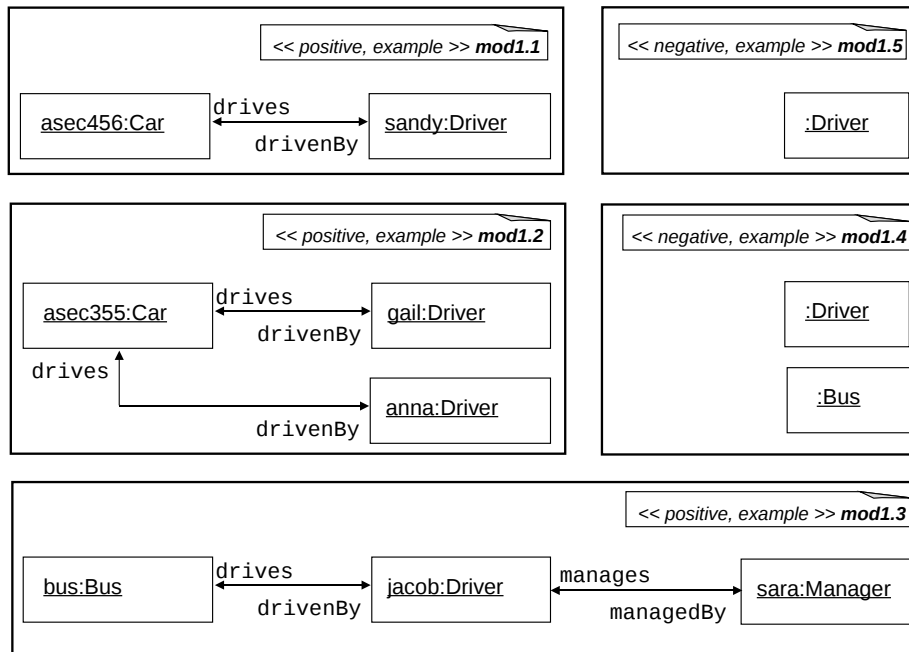 << positive, example >> mod1.1
asec456:Car
drives
drivenBy
sandy:Driver
<< negative, example >> mod1.5
:Driver
<< positive, example >> mod1.2
asec355:Car
drives
drivenBy
gail:Driver
drives
drivenBy
anna:Driver
<< negative, example >> mod1.4
:Driver
:Bus
<< positive, example >> mod1.3
bus:Bus
drives
drivenBy
jacob:Driver
manages
managedBy
sara:Manager